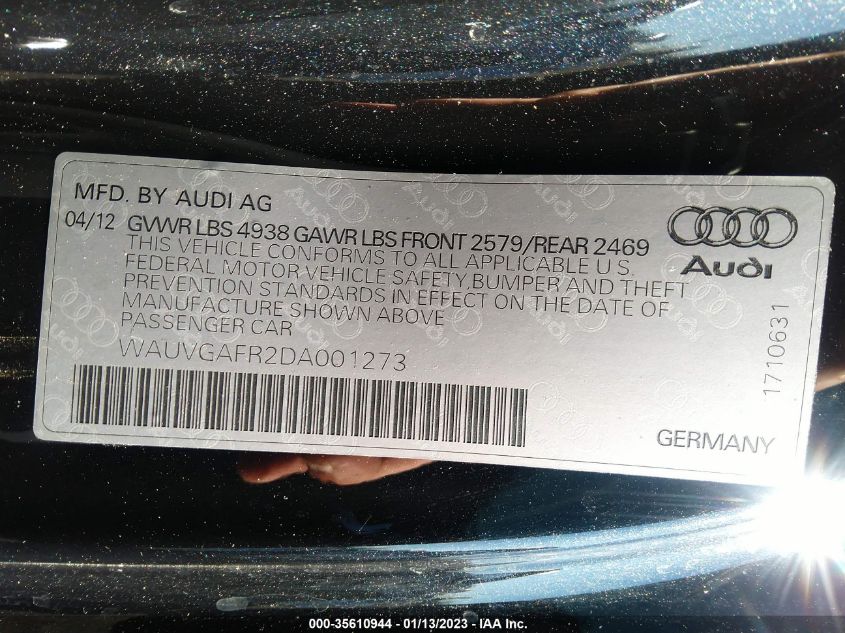 MFD. BY AUDI AG
04/12 GVWR LBS 4938 GAWR LBS FRONT 2579/REAR 2469
THIS VEHICLE CONFORMS TO ALL APPLICABLE U.S.
FEDERAL MOTOR VEHICLE SAFETY, BUMPER AND THEFT
PREVENTION STANDARDS IN EFFECT ON THE DATE OF
MANUFACTURE SHOWN ABOVE
PASSENGER CAR
WAUVGAFR2DA001273
Audi
1710631
GERMANY
000-35610944 - 01/13/2023 - IAA Inc.